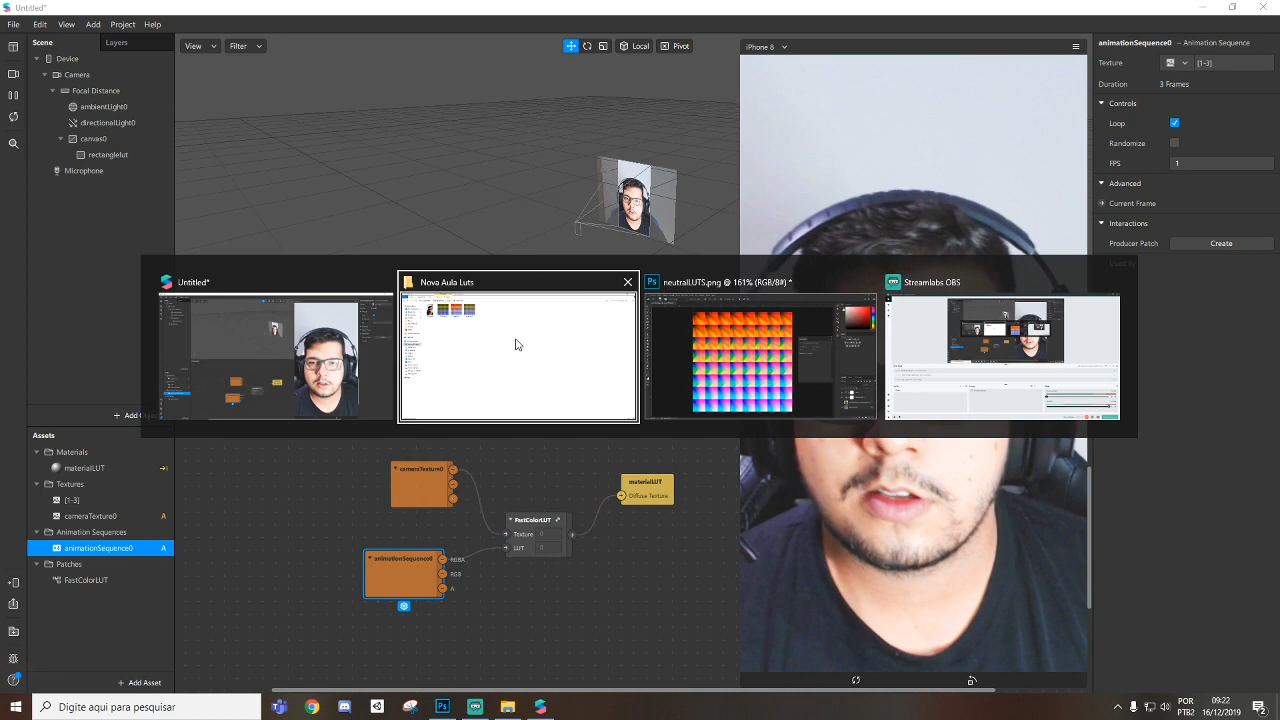 Untitled*
File Edit View Add Project Help
Scene Layers
Device
Camera
Focal Distance
ambientLight0
directionalLight0
canvas0
rectanglelut
Microphone
View Filter Local Pivot
iPhone 8
animationSequence0 – Animation Sequence
Texture [1-3]
Duration 3 Frames
Controls
Loop
Randomize
FPS 1
Advanced
Current Frame
Interactions
Producer Patch Create
Untitled*
Nova Aula Luts
neutralLUTS.png @ 161% (RGB/8#) *
Streamlabs OBS
Assets
Materials
materialLUT
Textures
[1-3]
cameraTexture0 A
Animation Sequences
animationSequence0 A
Patches
FastColorLUT
Add Asset
cameraTexture0
animationSequence0
RGBA
RGB
A
FastColorLUT
Texture 0
LUT 0
materialLUT
Diffuse Texture
Digite aqui para pesquisar
POR
PTB2
09:22
16/12/2019
2